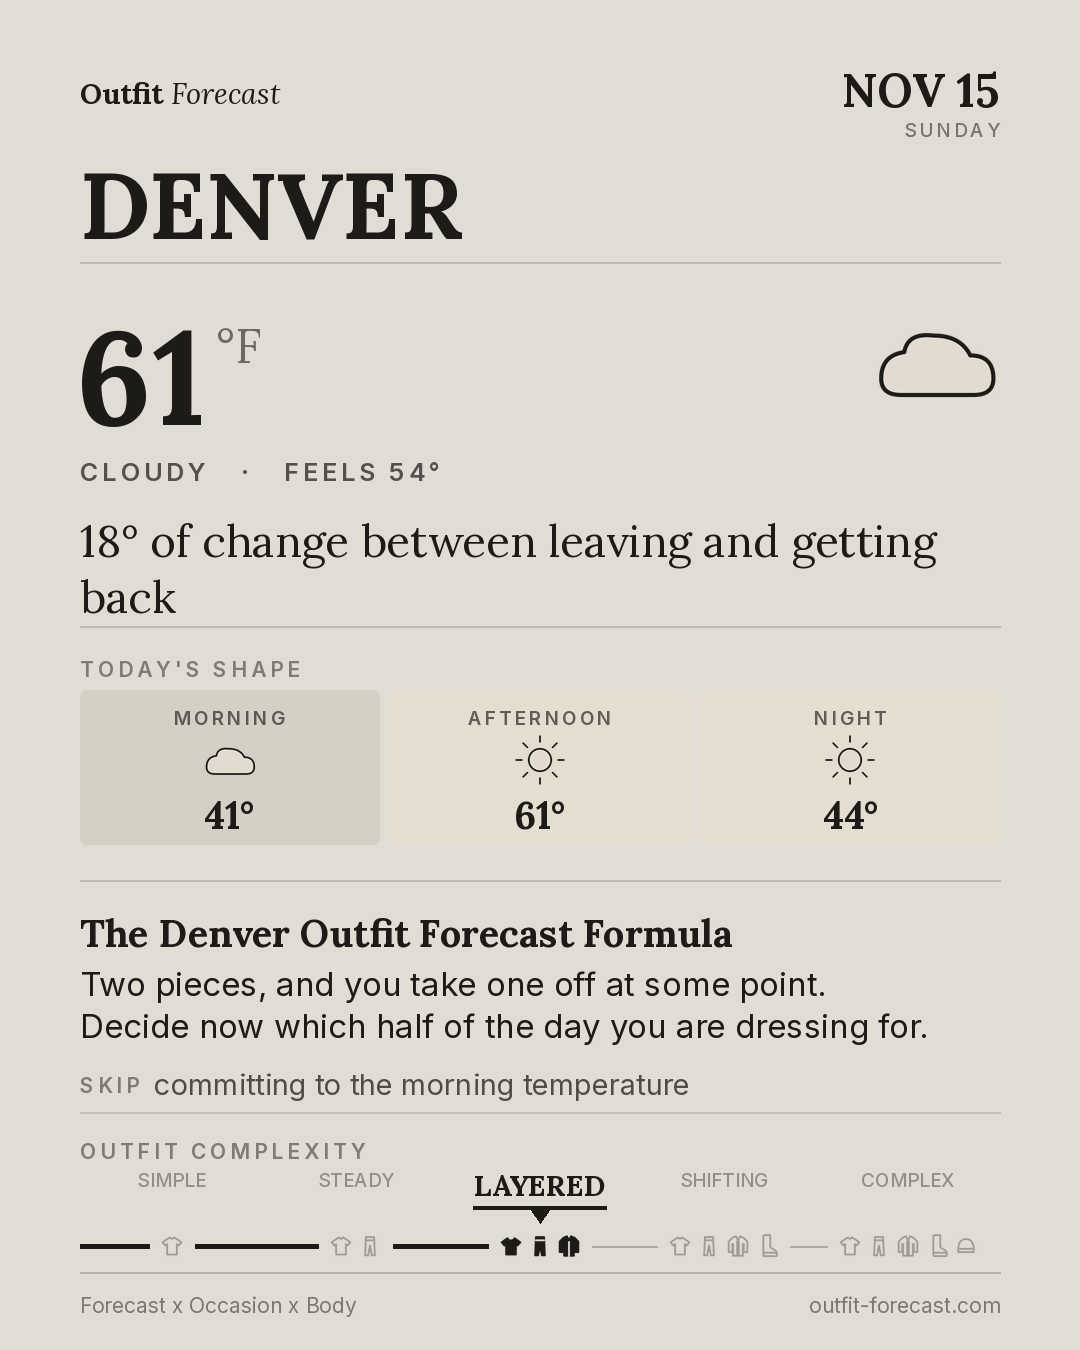 Outfit Forecast
NOV 15
SUNDAY
DENVER
61 °F
CLOUDY · FEELS 54°
18° of change between leaving and getting
back
TODAY'S SHAPE
MORNING
41°
AFTERNOON
61°
NIGHT
44°
The Denver Outfit Forecast Formula
Two pieces, and you take one off at some point.
Decide now which half of the day you are dressing for.
SKIP committing to the morning temperature
OUTFIT COMPLEXITY
SIMPLE STEADY LAYERED SHIFTING COMPLEX
Forecast x Occasion x Body
outfit-forecast.com